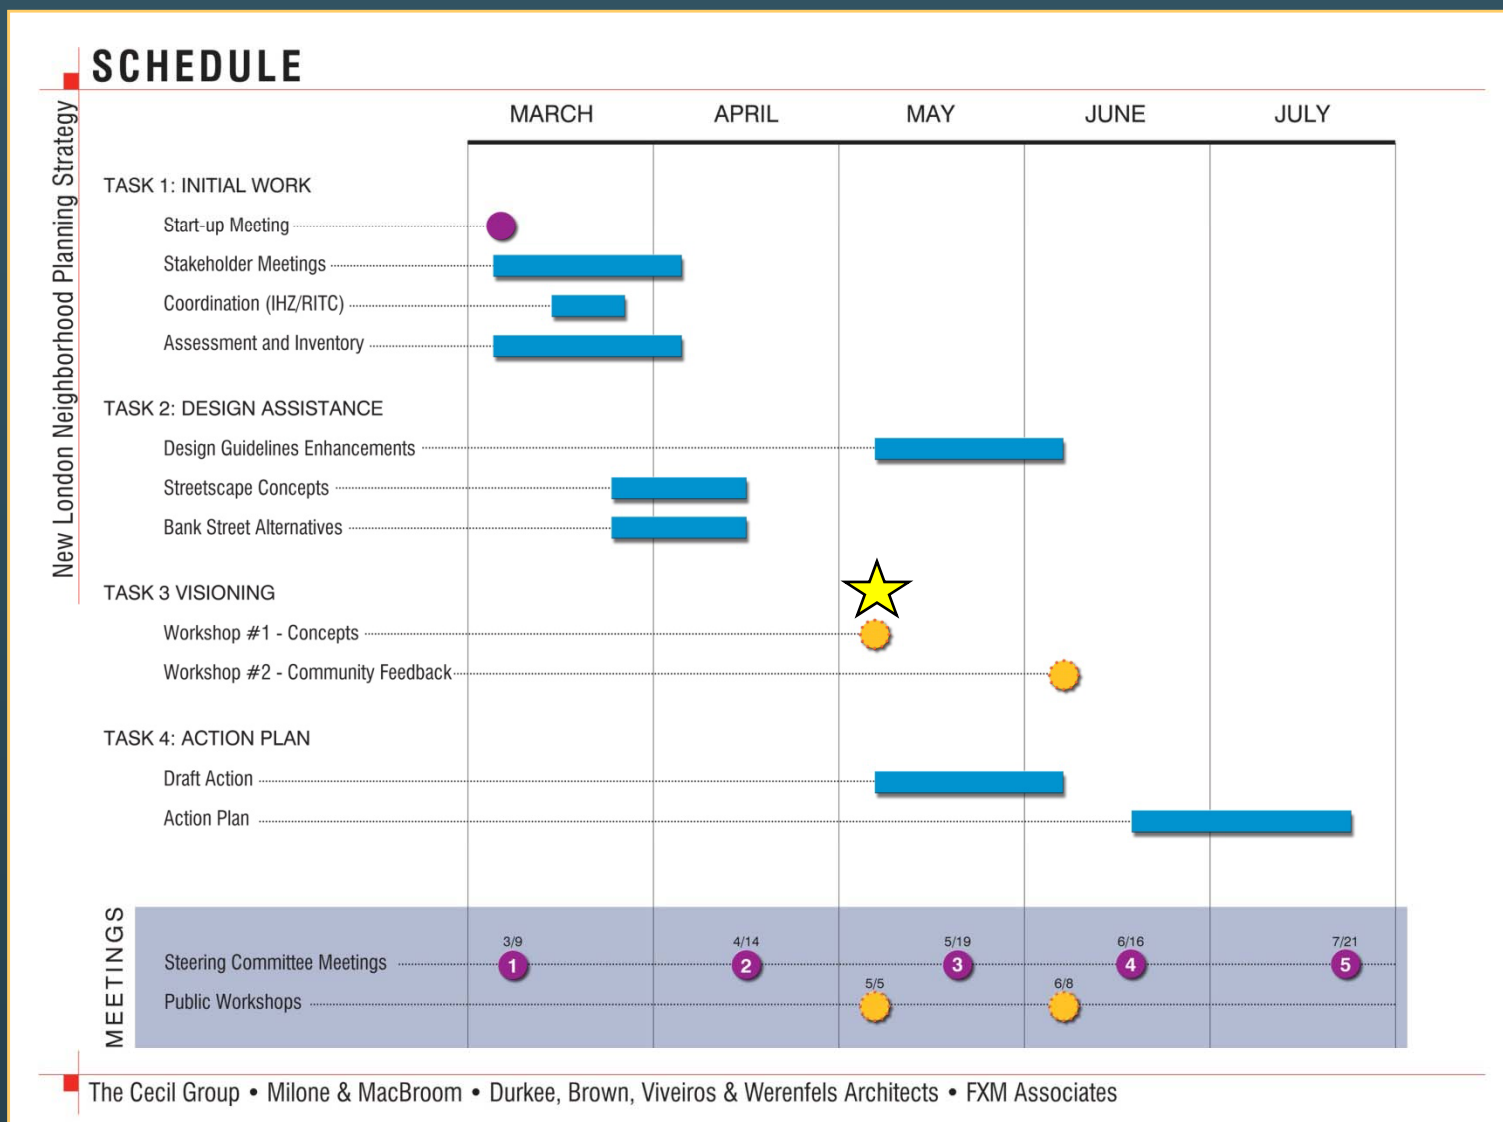 SCHEDULE
New London Neighborhood Planning Strategy
MARCH APRIL MAY JUNE JULY
TASK 1: INITIAL WORK
Start-up Meeting
Stakeholder Meetings
Coordination (IHZ/RITC)
Assessment and Inventory
TASK 2: DESIGN ASSISTANCE
Design Guidelines Enhancements
Streetscape Concepts
Bank Street Alternatives
TASK 3 VISIONING
Workshop #1 - Concepts
Workshop #2 - Community Feedback
TASK 4: ACTION PLAN
Draft Action
Action Plan
MEETINGS
3/9 4/14 5/19 6/16 7/21
Steering Committee Meetings 1 2 3 4 5
5/5 6/8
Public Workshops
The Cecil Group • Milone & MacBroom • Durkee, Brown, Viveiros & Werenfels Architects • FXM Associates